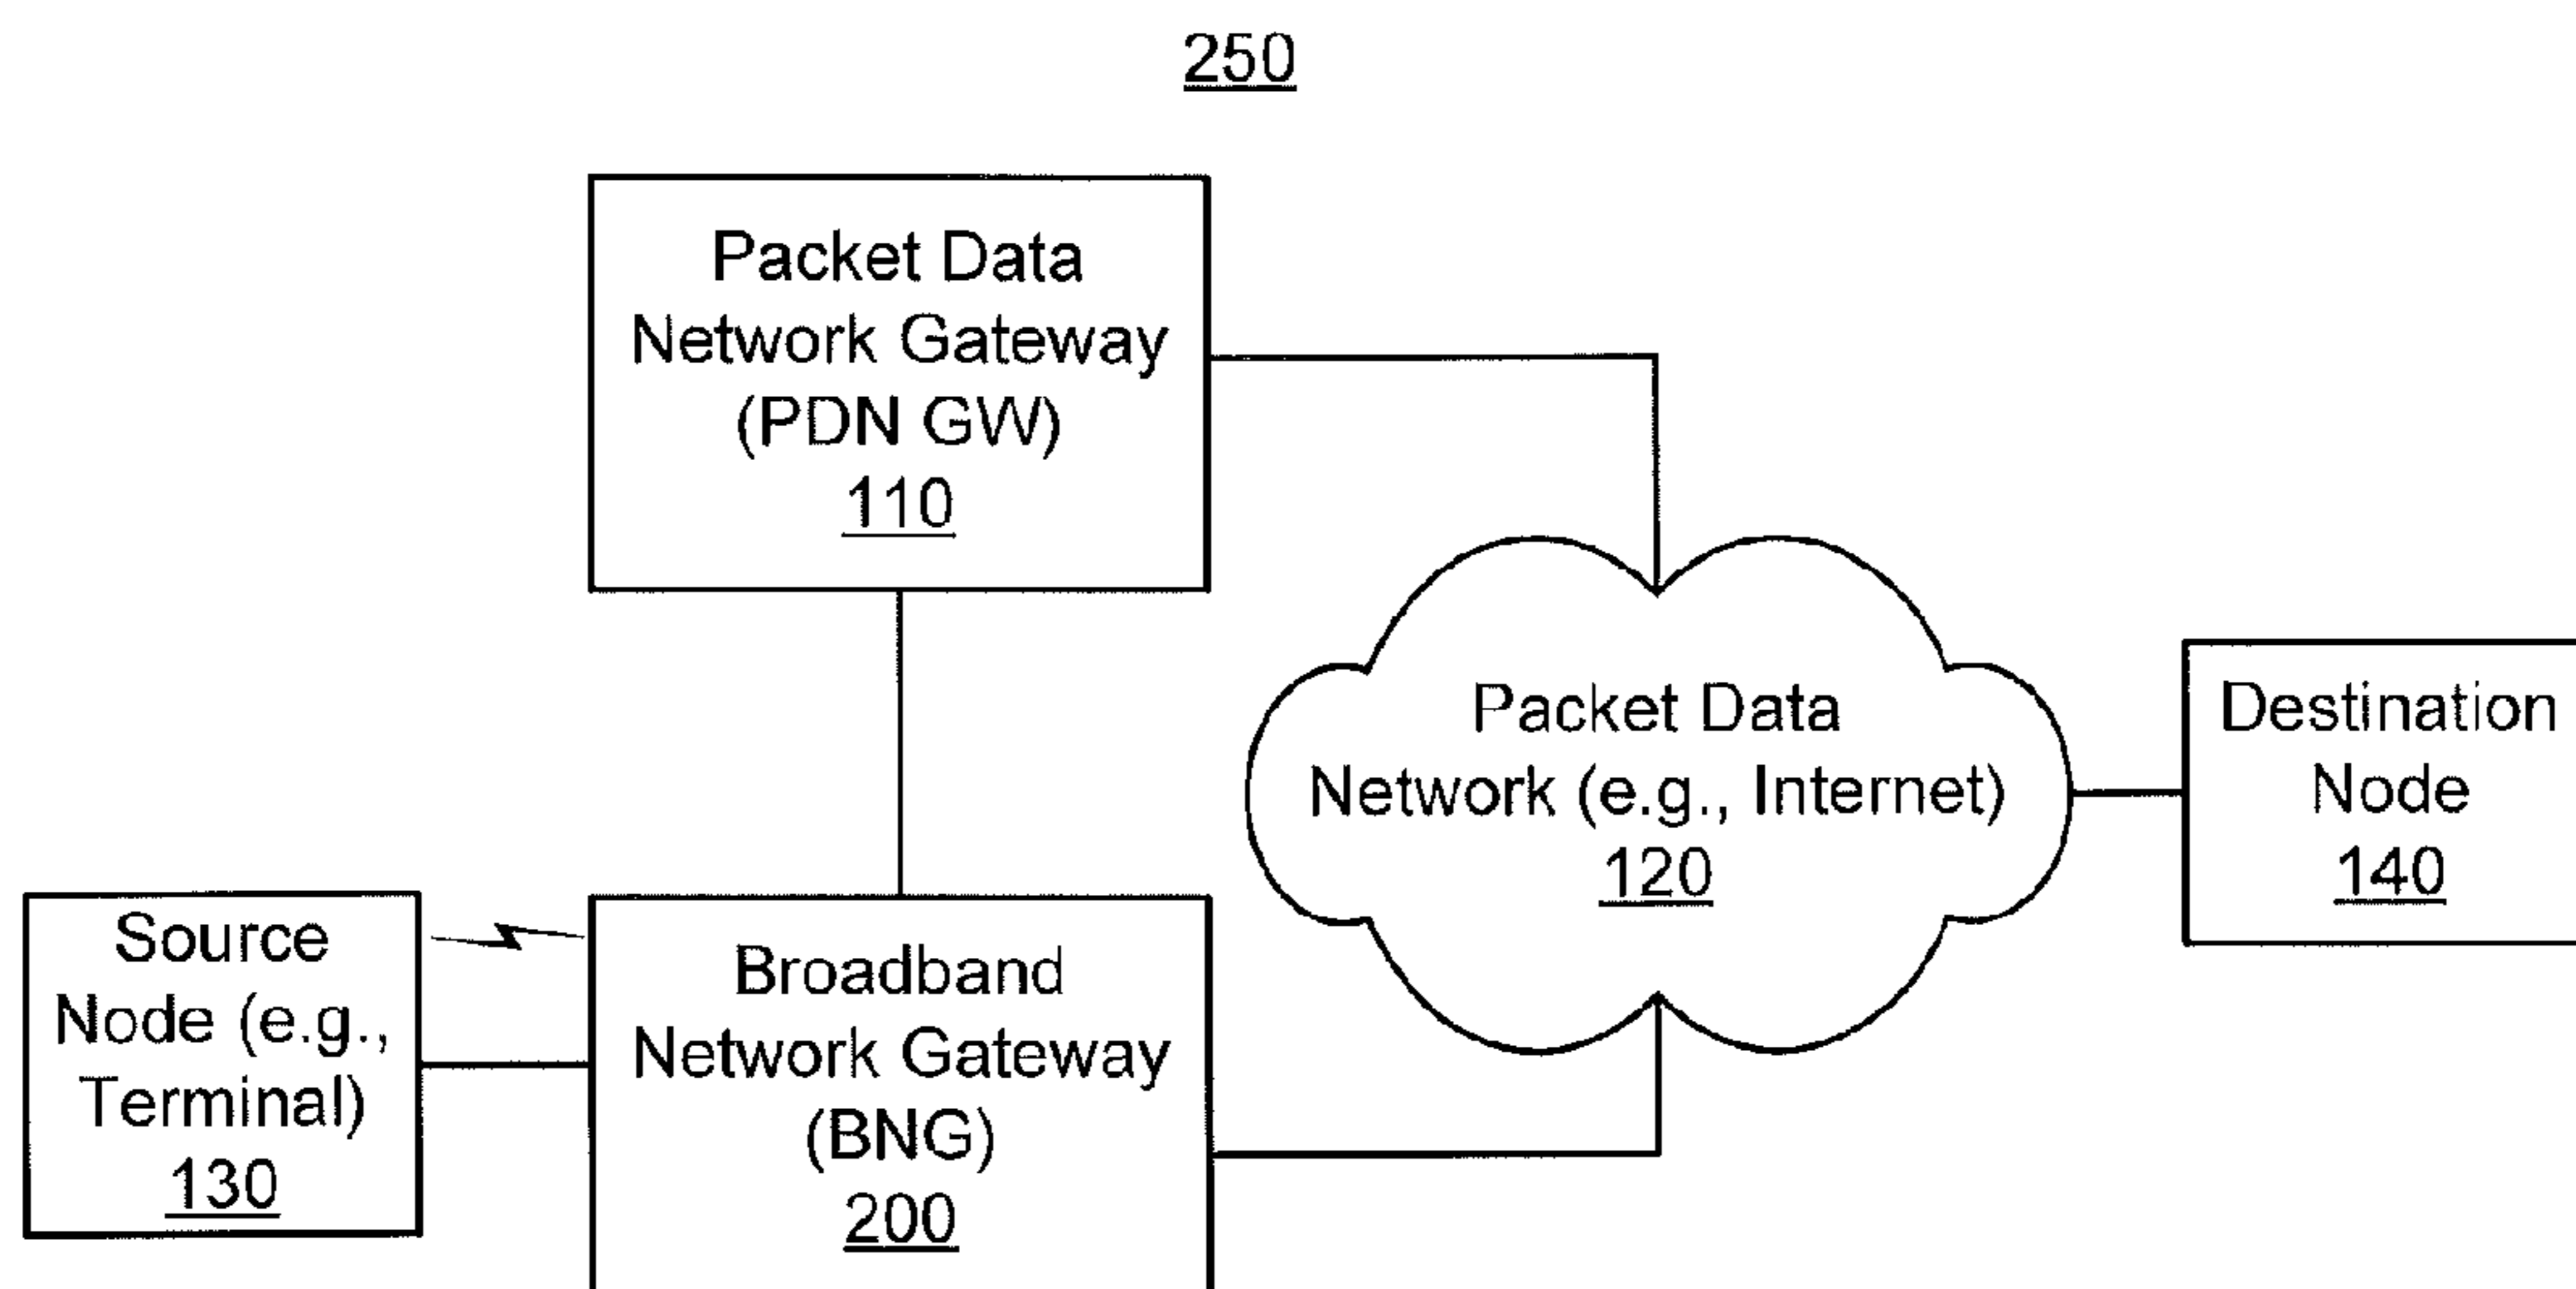 250
Packet Data
Network Gateway
(PDN GW)
110
Packet Data
Network (e.g., Internet)
120
Destination
Node
140
Source
Node (e.g.,
Terminal)
130
Broadband
Network Gateway
(BNG)
200